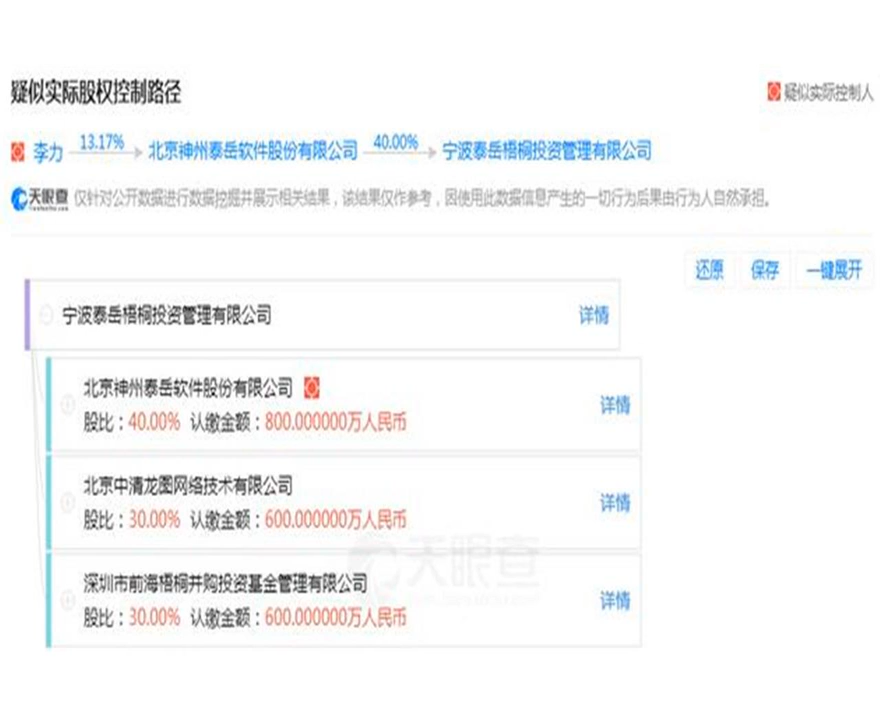 疑似实际股权控制路径
疑似实际控制人
李力 13.17% 北京神州泰岳软件股份有限公司 40.00% 宁波泰岳梧桐投资管理有限公司
天眼查 仅针对公开数据进行数据挖掘并展示相关结果，该结果仅作参考，因使用此数据信息产生的一切行为后果由行为人自然承担。
还原 保存 一键展开
宁波泰岳梧桐投资管理有限公司 详情
北京神州泰岳软件股份有限公司
股比：40.00% 认缴金额：800.000000万人民币 详情
北京中清龙图网络技术有限公司
股比：30.00% 认缴金额：600.000000万人民币 详情
深圳市前海梧桐并购投资基金管理有限公司
股比：30.00% 认缴金额：600.000000万人民币 详情
天眼查